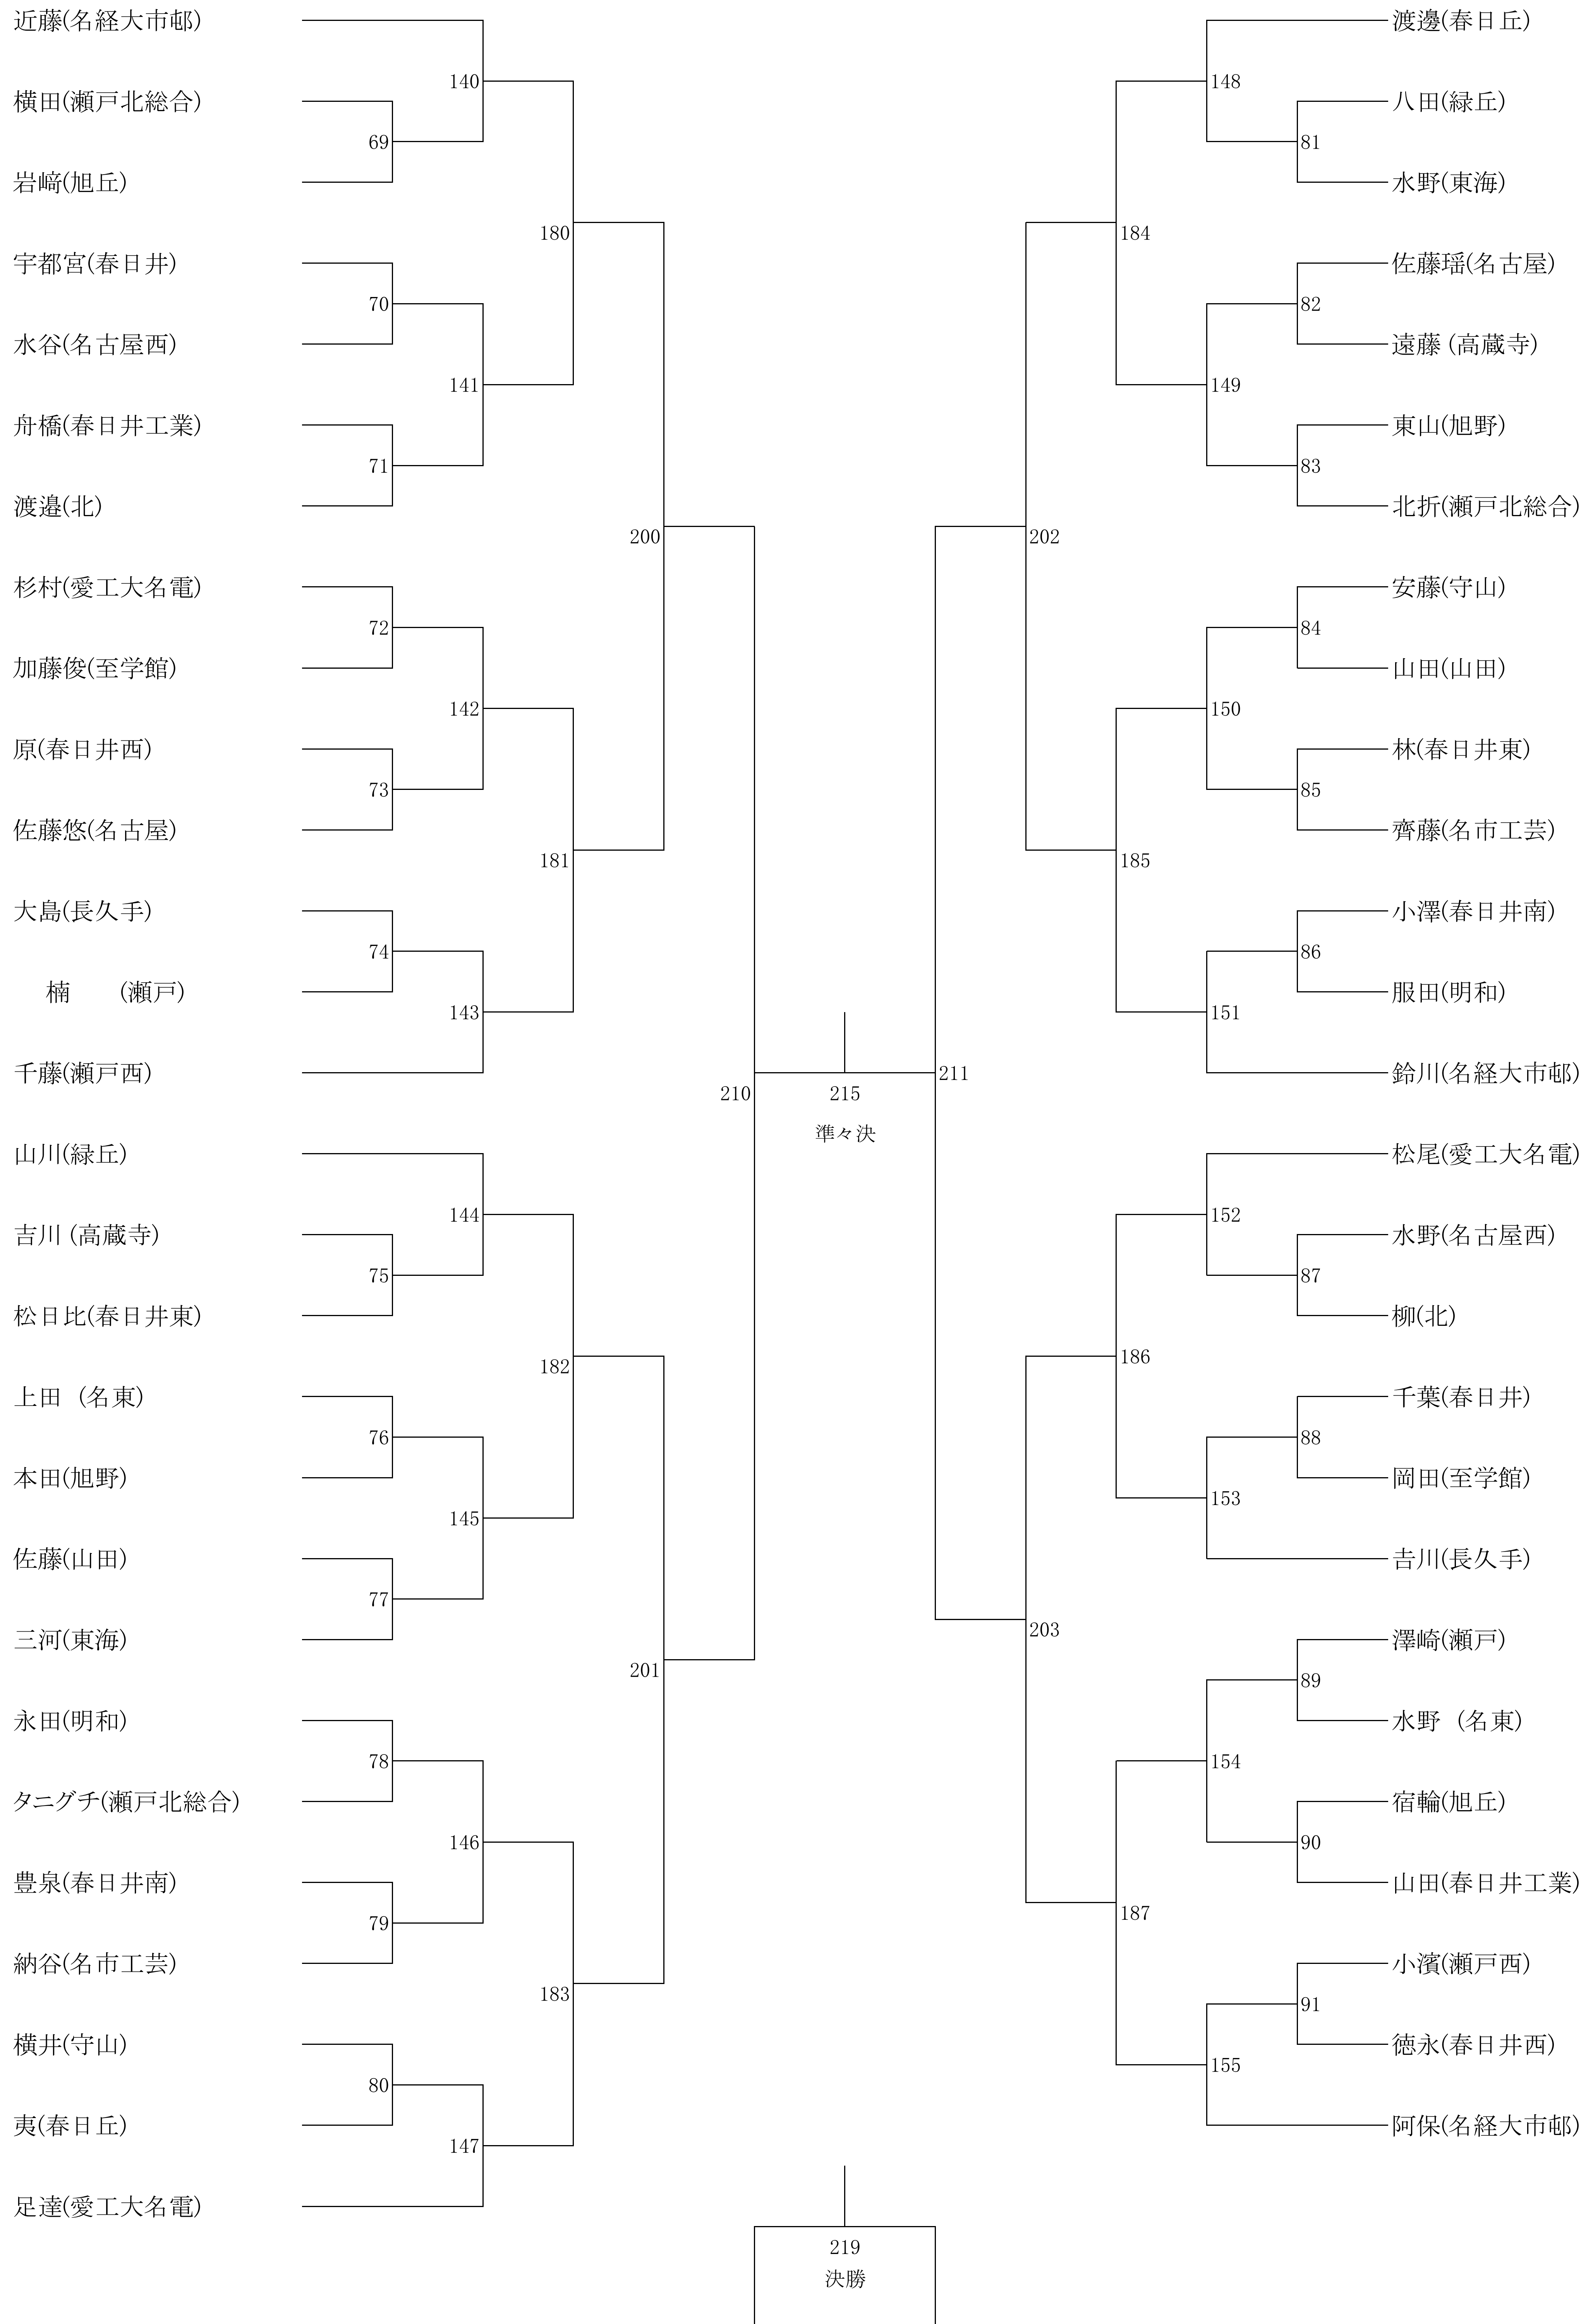 近藤(名経大市邨)
横田(瀬戸北総合)
岩﨑(旭丘)
宇都宮(春日井)
水谷(名古屋西)
舟橋(春日井工業)
渡邉(北)
杉村(愛工大名電)
加藤俊(至学館)
原(春日井西)
佐藤悠(名古屋)
大島(長久手)
楠　　(瀬戸)
千藤(瀬戸西)
山川(緑丘)
吉川 (高蔵寺)
松日比(春日井東)
上田 (名東)
本田(旭野)
佐藤(山田)
三河(東海)
永田(明和)
タニグチ(瀬戸北総合)
豊泉(春日井南)
納谷(名市工芸)
横井(守山)
夷(春日丘)
足達(愛工大名電)
69
70
71
72
73
74
75
76
77
78
79
80
140
141
142
143
144
145
146
147
180
181
182
183
200
201
210
215
準々決
219
決勝
211
202
203
184
185
186
187
148
149
150
151
152
153
154
155
81
82
83
84
85
86
87
88
89
90
91
渡邊(春日丘)
八田(緑丘)
水野(東海)
佐藤瑶(名古屋)
遠藤 (高蔵寺)
東山(旭野)
北折(瀬戸北総合)
安藤(守山)
山田(山田)
林(春日井東)
齊藤(名市工芸)
小澤(春日井南)
服田(明和)
鈴川(名経大市邨)
松尾(愛工大名電)
水野(名古屋西)
柳(北)
千葉(春日井)
岡田(至学館)
𠮷川(長久手)
澤崎(瀬戸)
水野 (名東)
宿輪(旭丘)
山田(春日井工業)
小濱(瀬戸西)
徳永(春日井西)
阿保(名経大市邨)